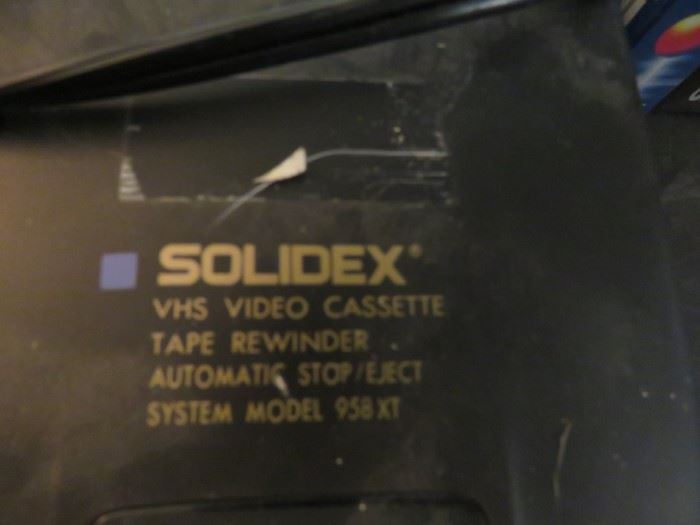 SOLIDEX®
VHS VIDEO CASSETTE
TAPE REWINDER
AUTOMATIC STOP/EJECT
SYSTEM MODEL 958 XT